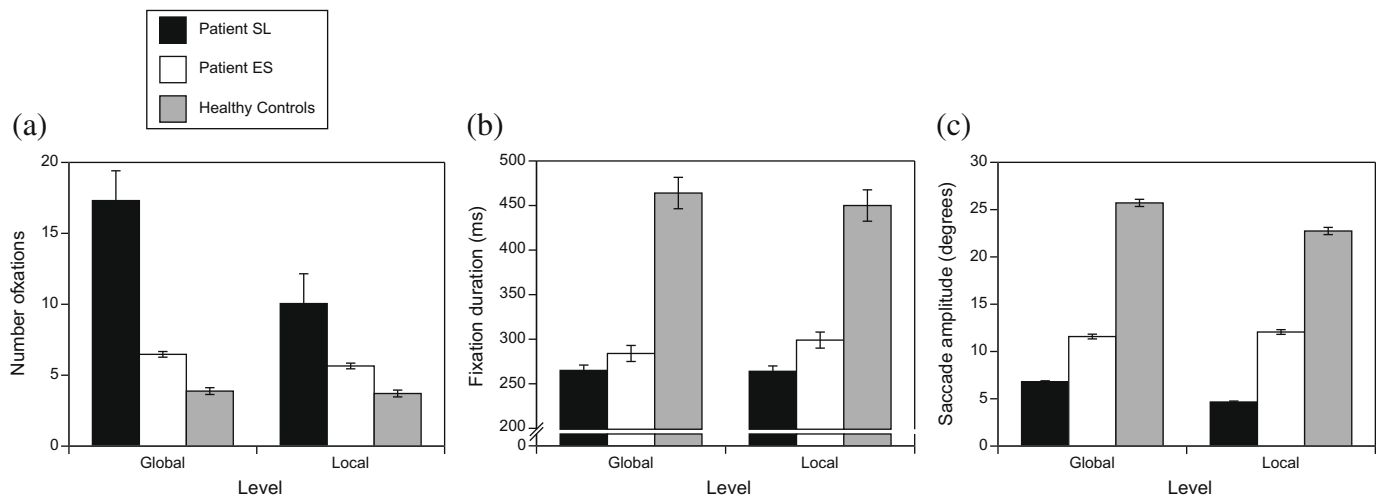 Patient SL
Patient ES
Healthy Controls
(a)
Number ofxations
20
15
10
5
0
Global
Local
Level
(b)
Fixation duration (ms)
500
450
400
350
300
250
200
0
Global
Local
Level
(c)
Saccade amplitude (degrees)
30
25
20
15
10
5
0
Global
Local
Level